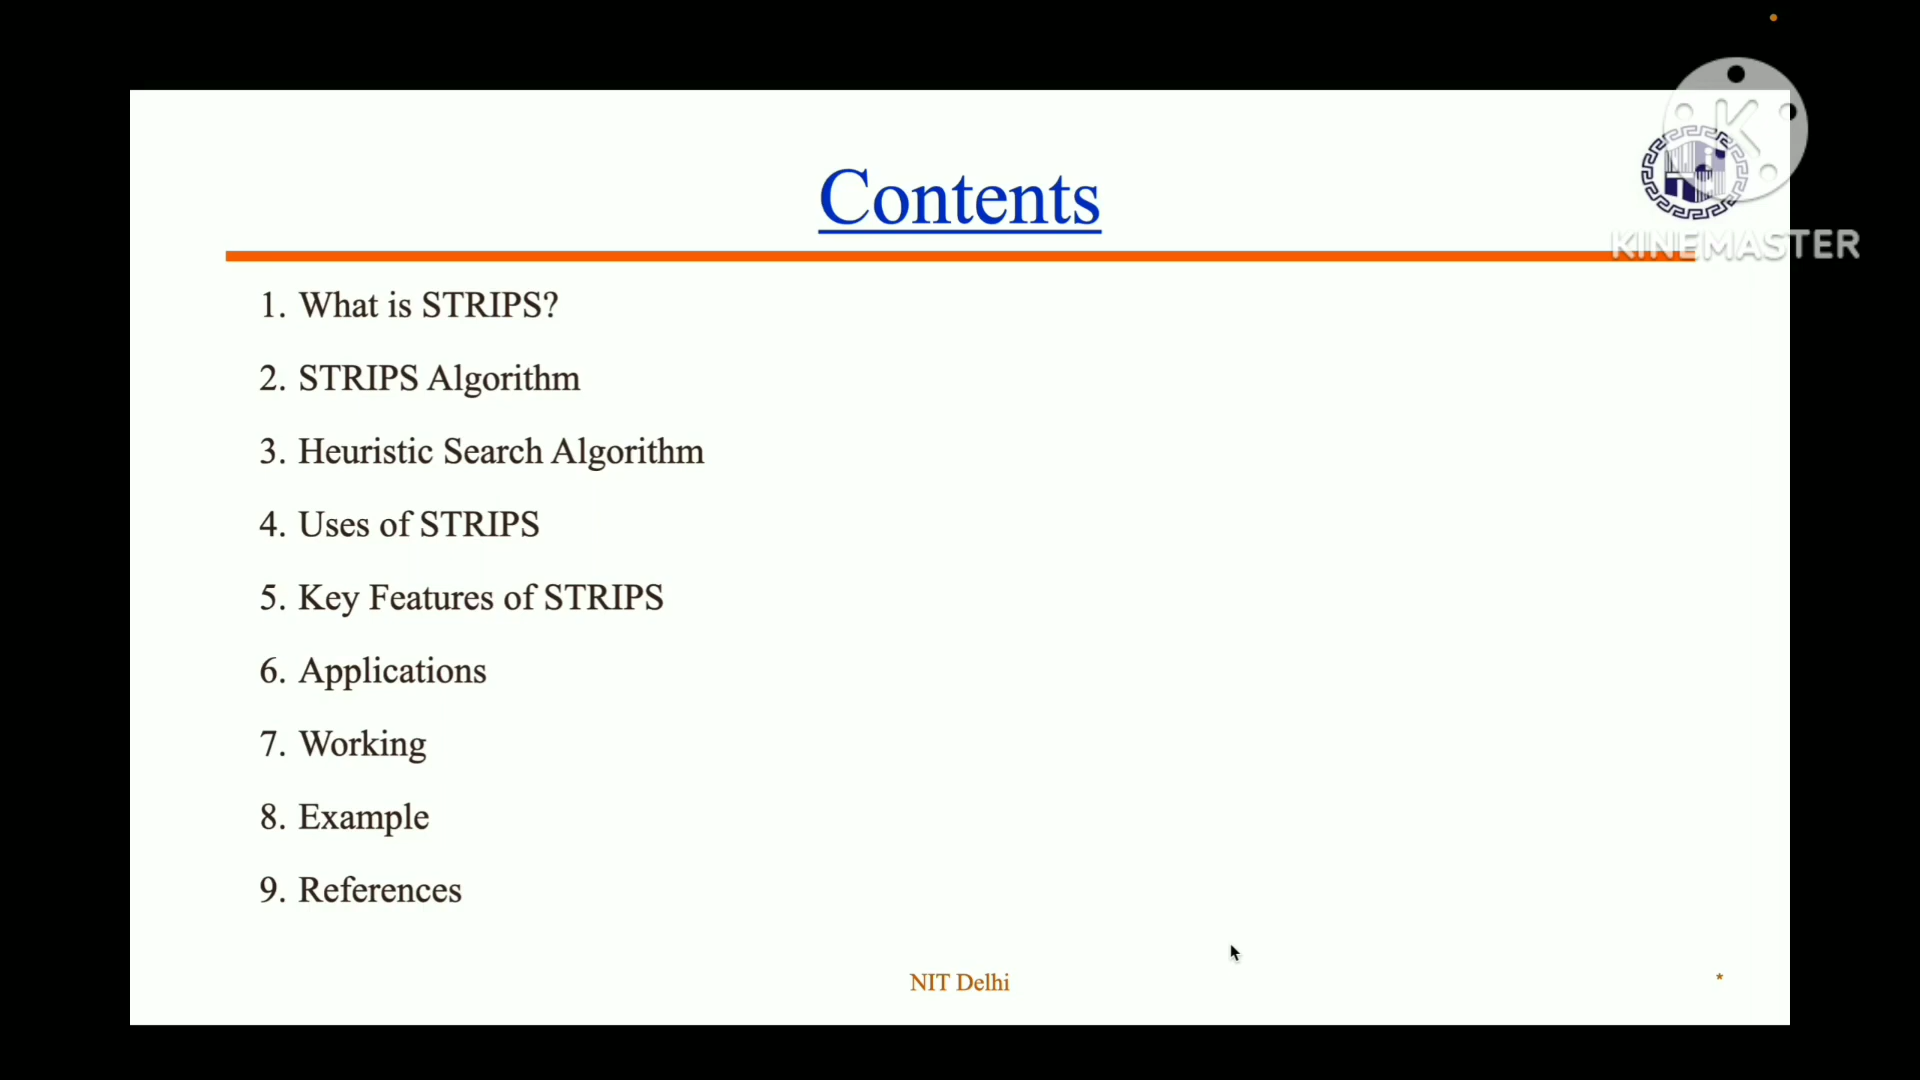 Contents
KINEMASTER
1. What is STRIPS?
2. STRIPS Algorithm
3. Heuristic Search Algorithm
4. Uses of STRIPS
5. Key Features of STRIPS
6. Applications
7. Working
8. Example
9. References
NIT Delhi
*